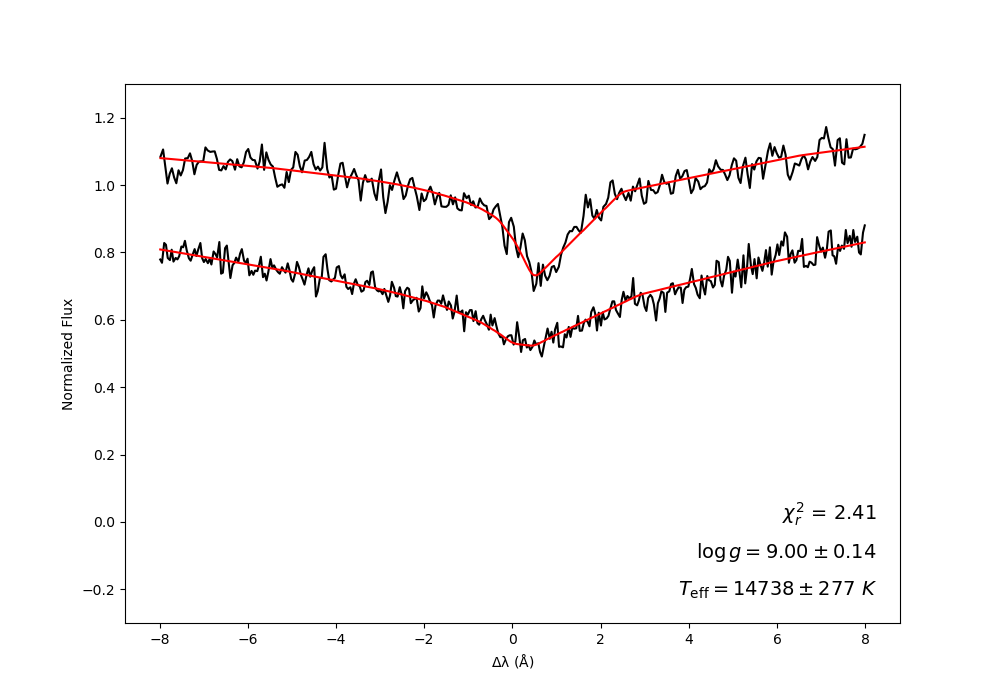 1.2
1.0
0.8
0.6
0.4
0.2
0.0
−0.2
Normalized Flux
χ²ᵣ = 2.41
log g = 9.00 ± 0.14
T_eff = 14738 ± 277 K
−8 −6 −4 −2 0 2 4 6 8
Δλ (Å)